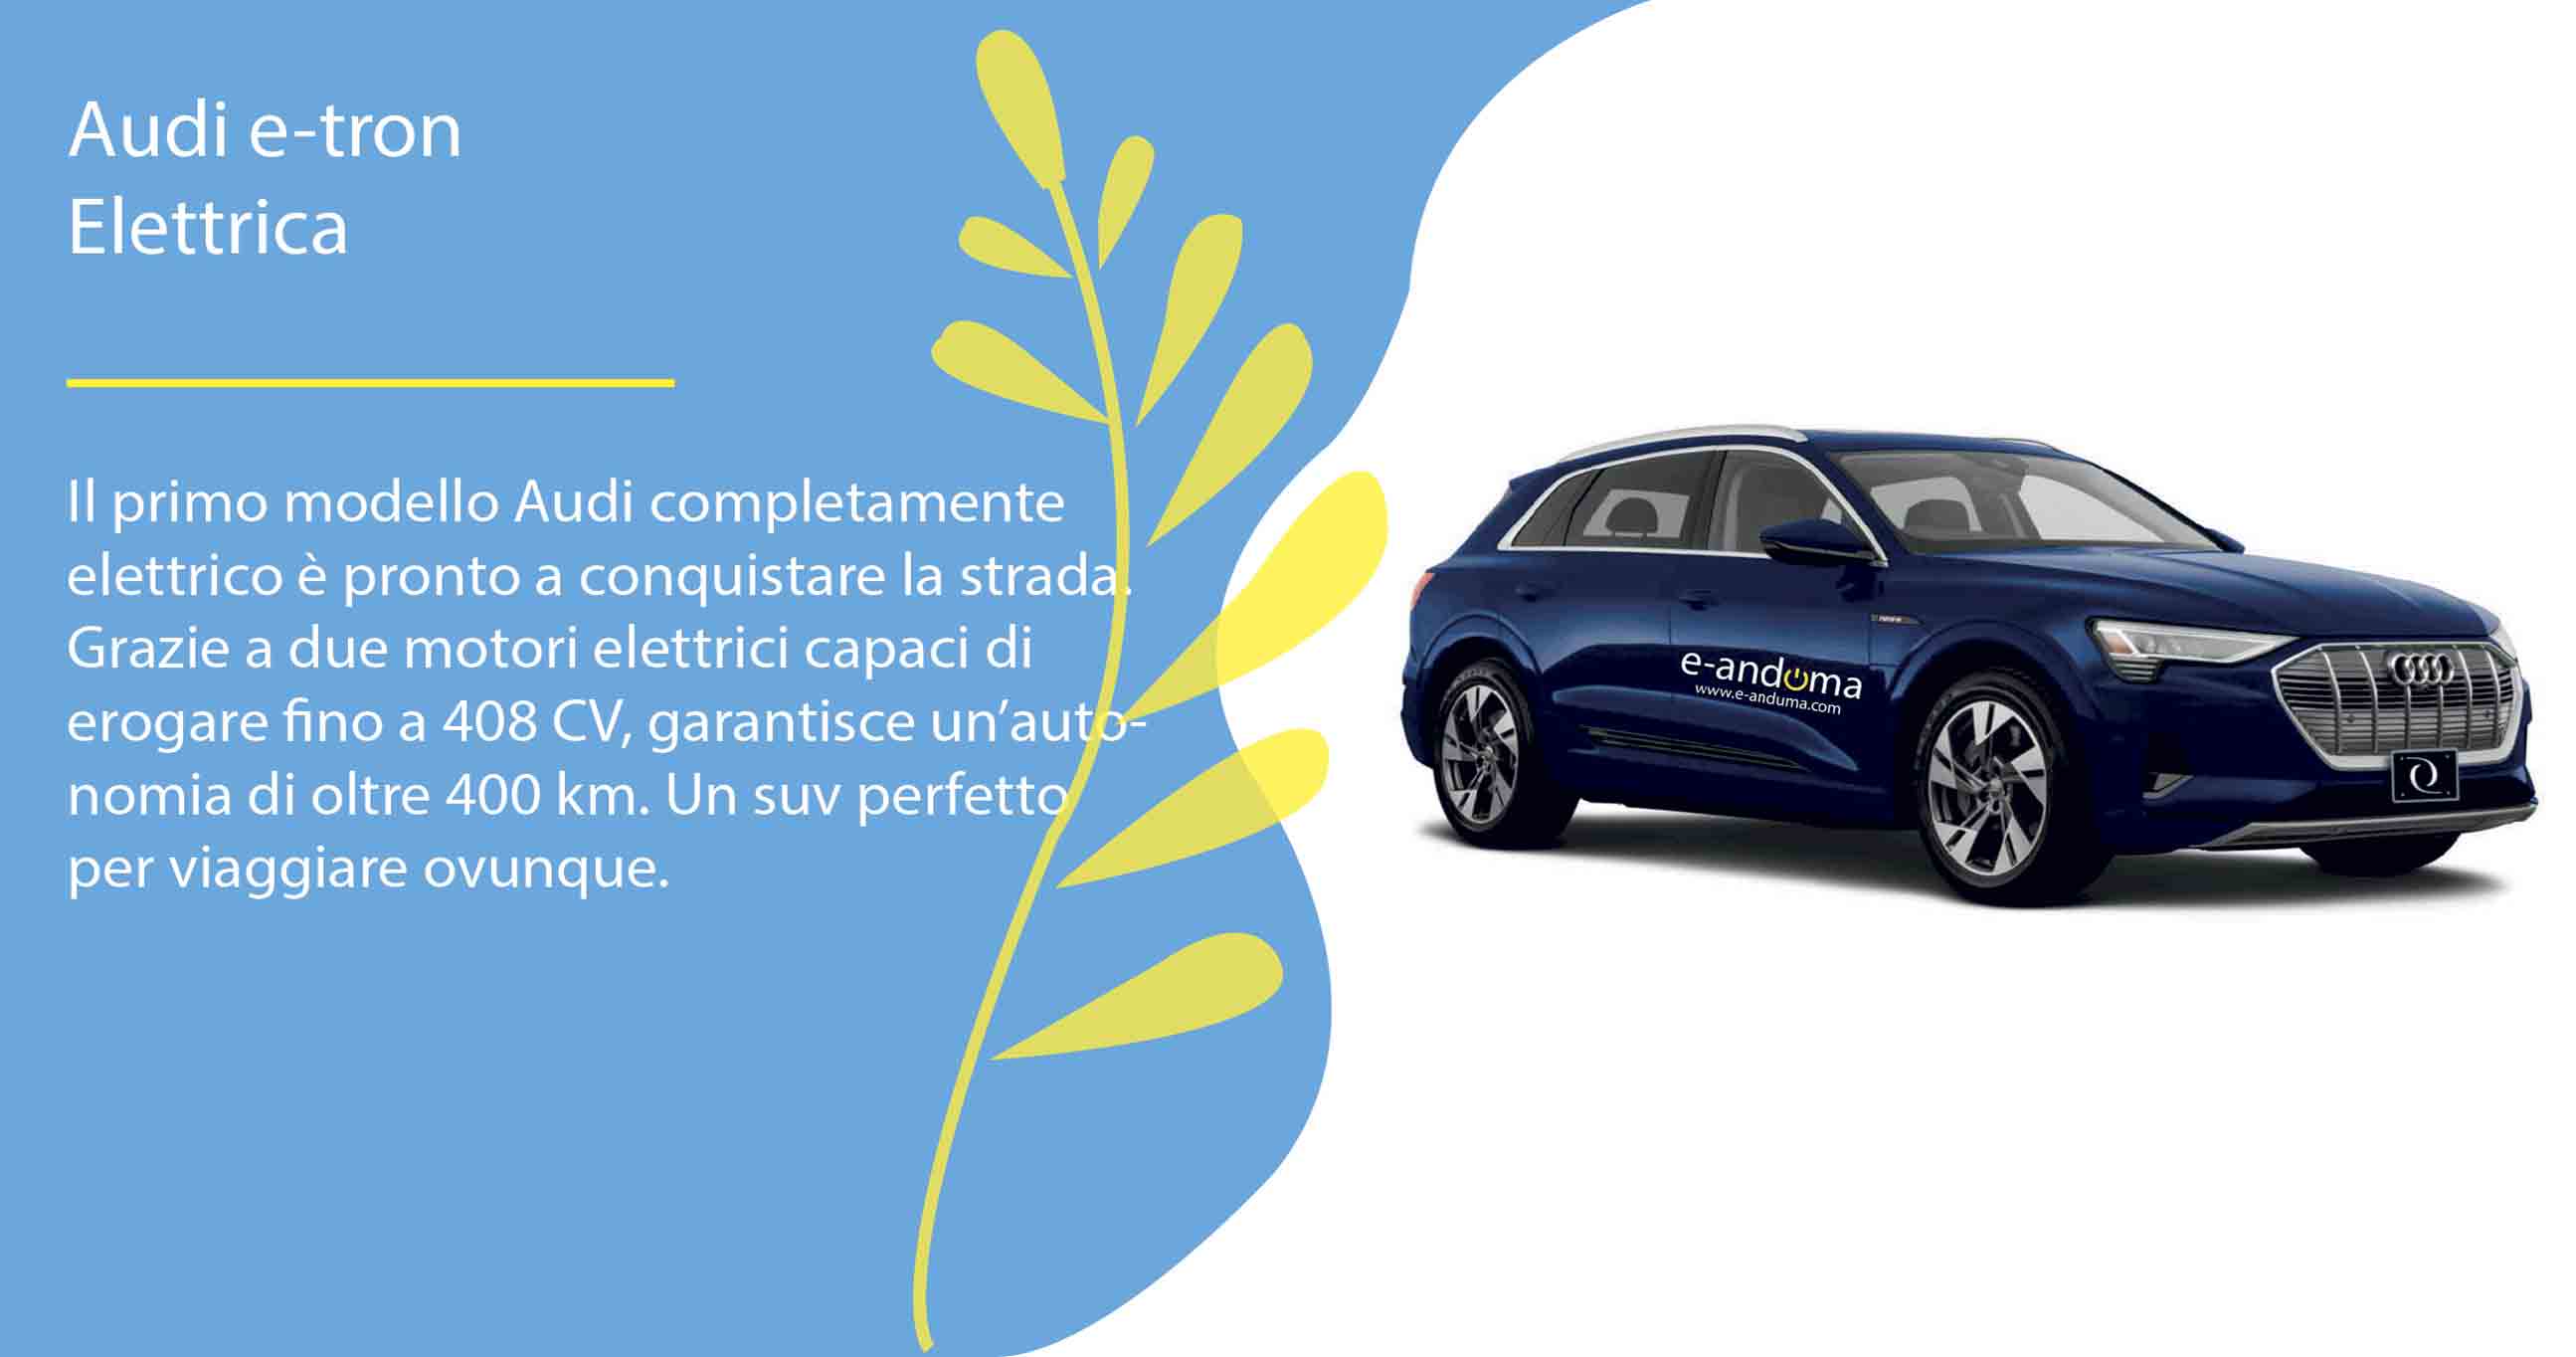 Audi e-tron
Elettrica
Il primo modello Audi completamente
elettrico è pronto a conquistare la strada.
Grazie a due motori elettrici capaci di
erogare fino a 408 CV, garantisce un’auto-
nomia di oltre 400 km. Un suv perfetto
per viaggiare ovunque.
e-anduma
www.e-anduma.com